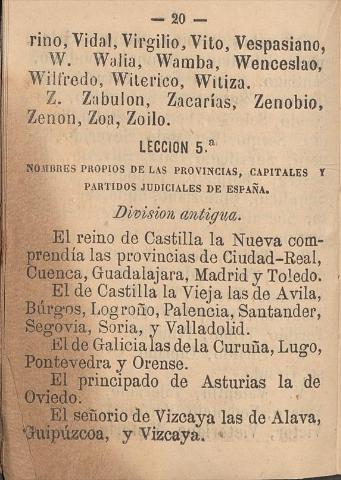 — 20 —
rino, Vidal, Virgilio, Vito, Vespasiano,
W. Walia, Wamba, Wenceslao,
Wilfredo, Witerico, Witiza.
Z. Zabulon, Zacarías, Zenobio,
Zenon, Zoa, Zoilo.
LECCION 5.ª
NOMBRES PROPIOS DE LAS PROVINCIAS, CAPITALES Y
PARTIDOS JUDICIALES DE ESPAÑA.
Division antigua.
El reino de Castilla la Nueva com-
prendía las provincias de Ciudad-Real,
Cuenca, Guadalajara, Madrid y Toledo.
El de Castilla la Vieja las de Avila,
Búrgos, Logroño, Palencia, Santander,
Segovia, Soria, y Valladolid.
El de Galicia las de la Curuña, Lugo,
Pontevedra y Orense.
El principado de Asturias la de
Oviedo.
El señorio de Vizcaya las de Alava,
Guipúzcoa, y Vizcaya.